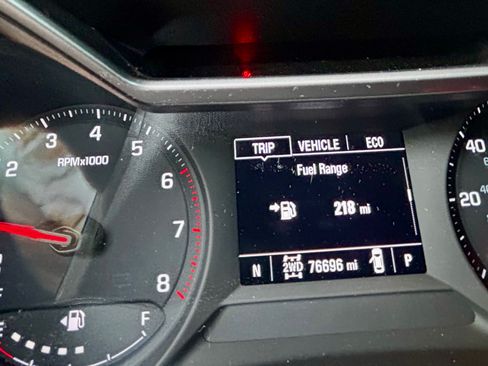 TRIP VEHICLE ECO
Fuel Range
218 mi
N 2WD 76696 mi P
2 3 4 5 6 7 8
RPMx1000
F
40
20